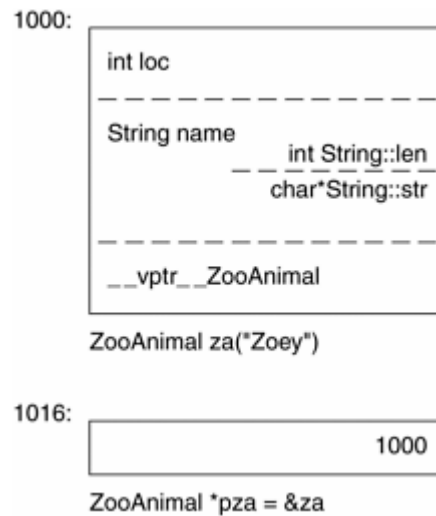 1000:
int loc
String name
int String::len
char*String::str
__vptr__ZooAnimal
ZooAnimal za("Zoey")
1016:
1000
ZooAnimal *pza = &za